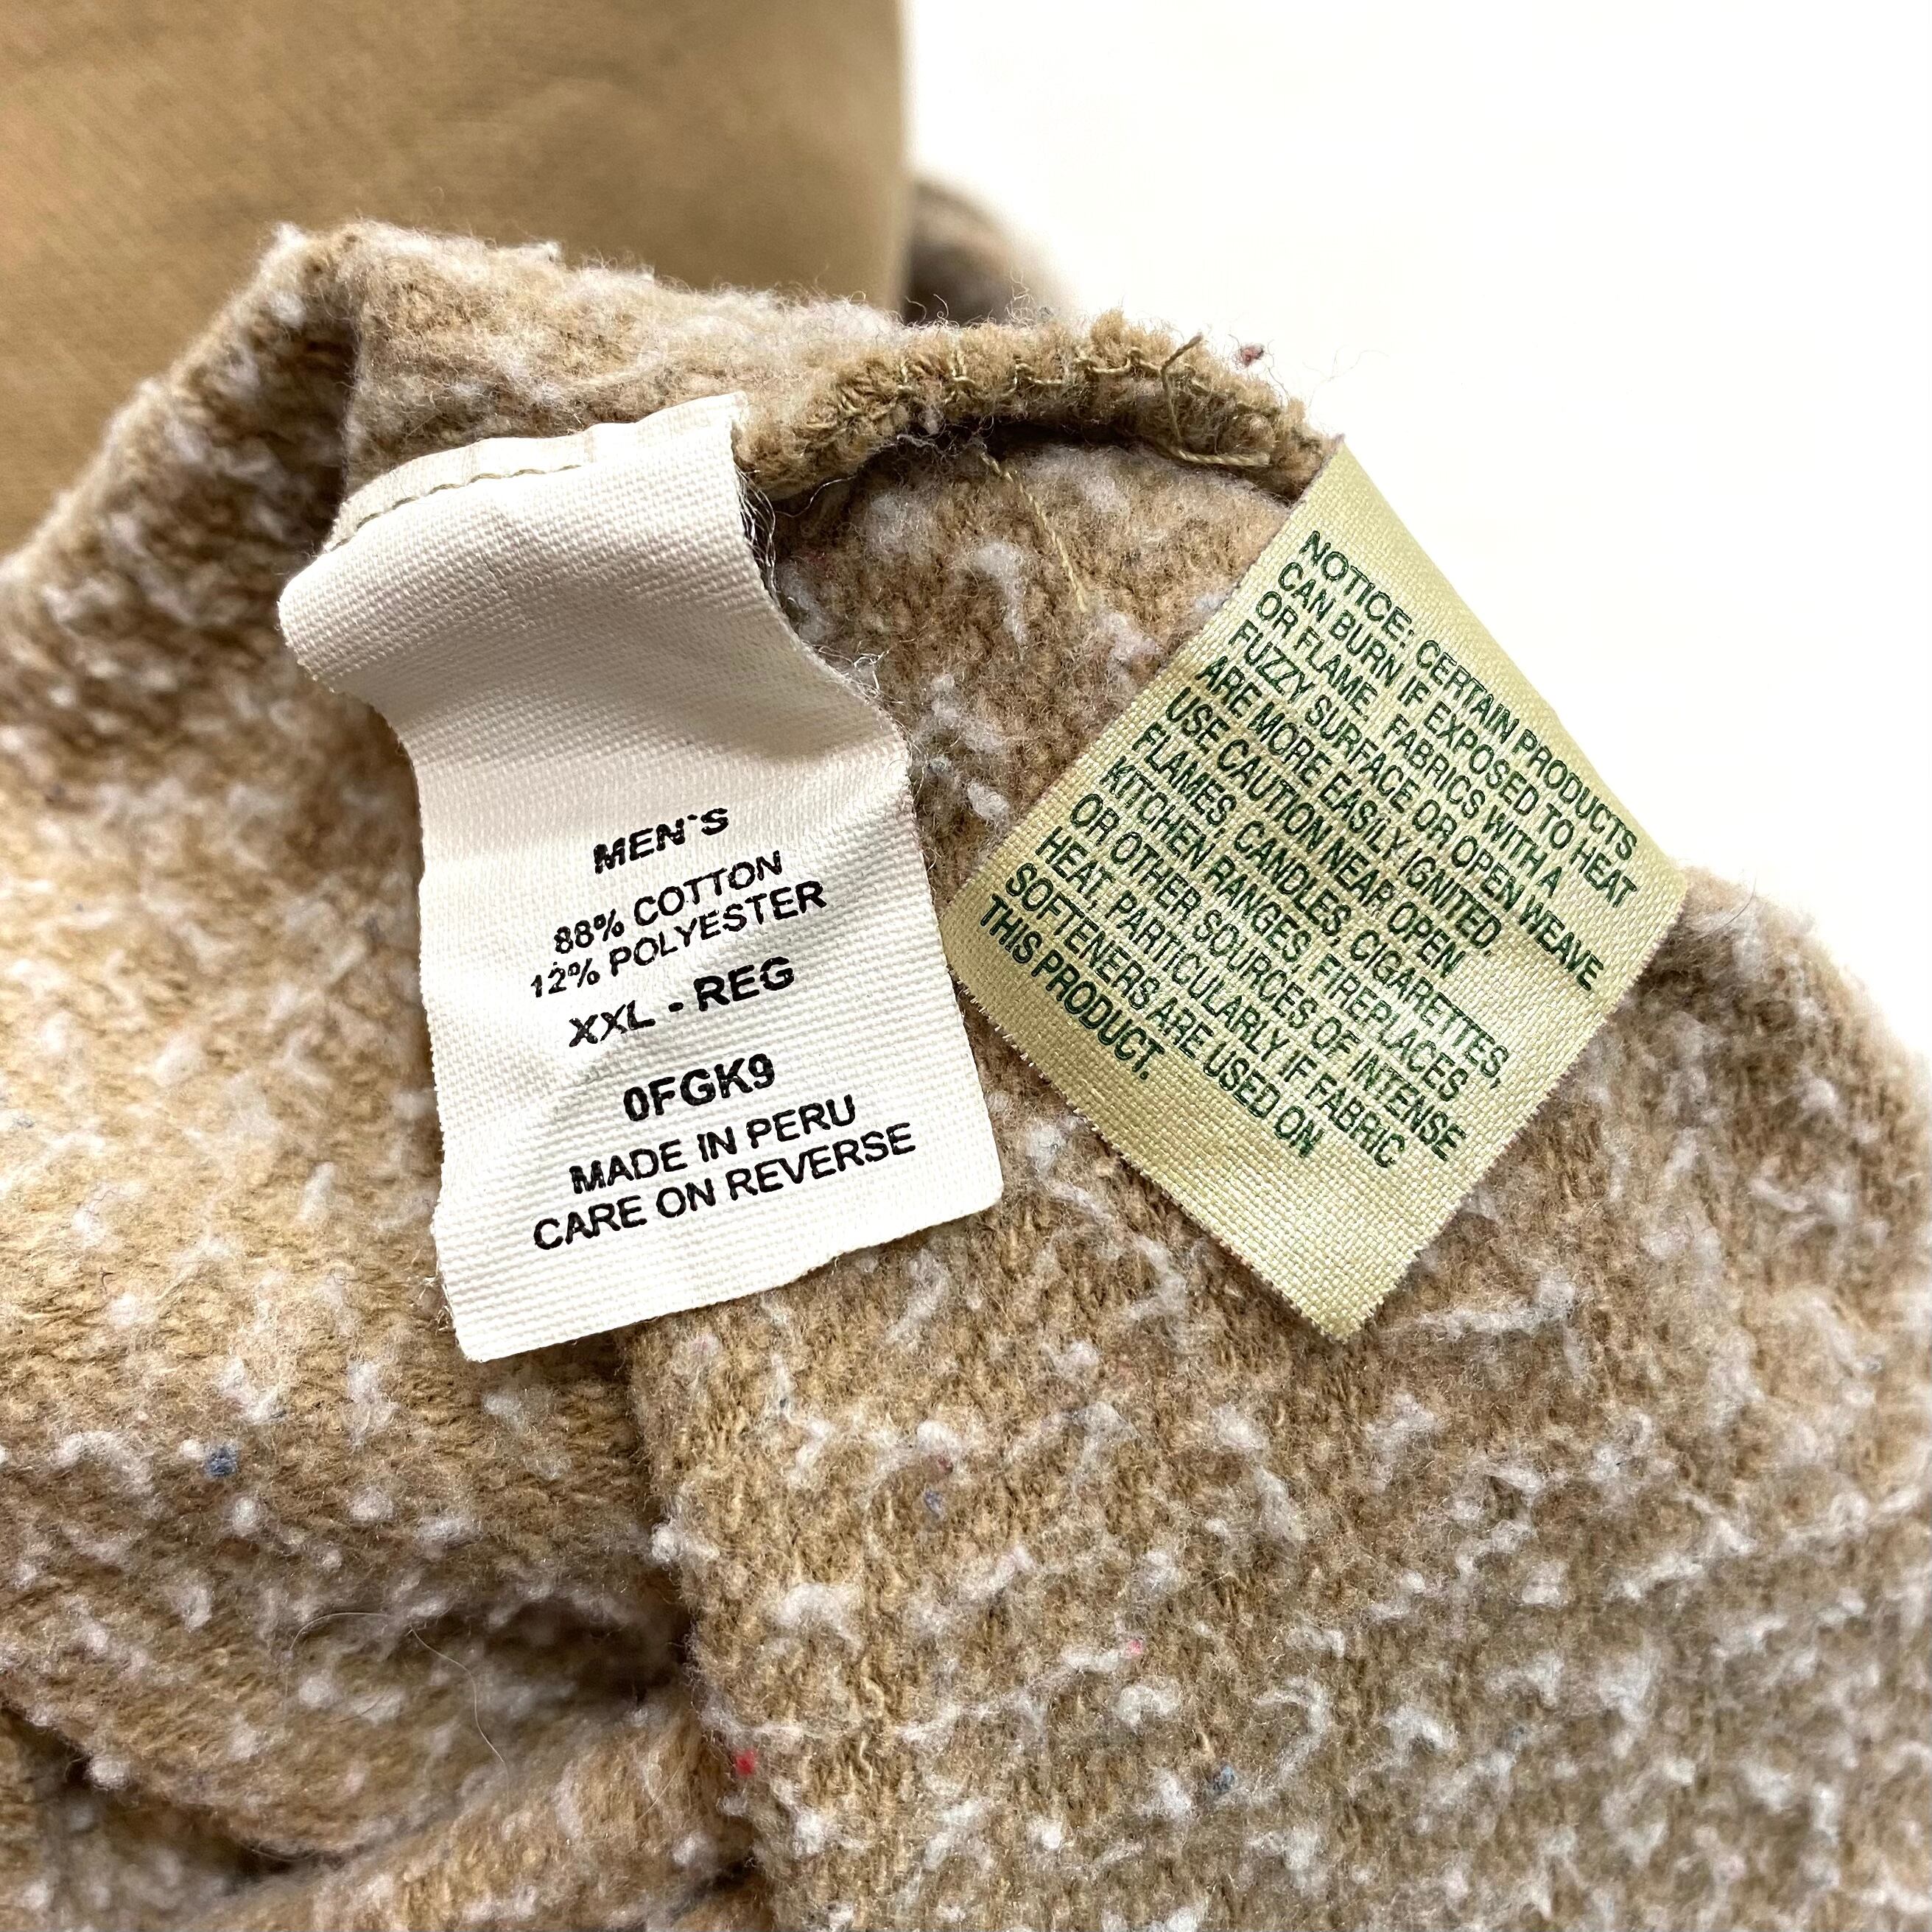 MEN`S
88% COTTON
12% POLYESTER
XXL - REG
0FGK9
MADE IN PERU
CARE ON REVERSE
NOTICE: CERTAIN PRODUCTS
CAN BURN IF EXPOSED TO HEAT
OR FLAME. FABRICS WITH A
FUZZY SURFACE OR OPEN WEAVE
ARE MORE EASILY IGNITED.
USE CAUTION NEAR OPEN
FLAMES, CANDLES, CIGARETTES,
KITCHEN RANGES, FIREPLACES
OR OTHER SOURCES OF INTENSE
HEAT PARTICULARLY IF FABRIC
SOFTENERS ARE USED ON
THIS PRODUCT.